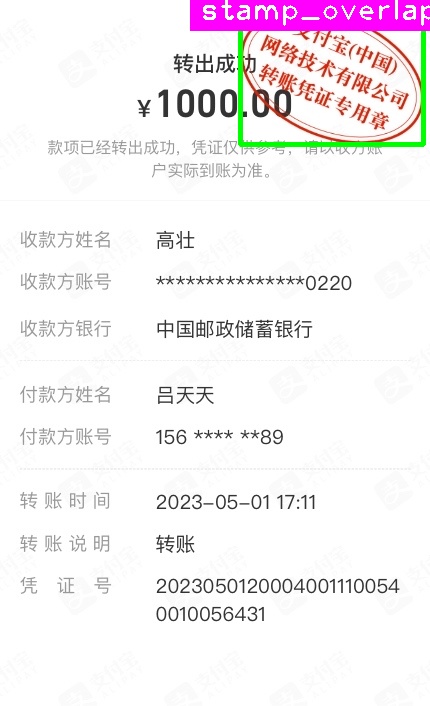 stamp_overlap
支付宝(中国)
网络技术有限公司
转账凭证专用章
转出成功
¥1000.00
款项已经转出成功，凭证仅供参考，请以收方账
户实际到账为准。
收款方姓名 高壮
收款方账号 ***************0220
收款方银行 中国邮政储蓄银行
付款方姓名 吕天天
付款方账号 156 **** **89
转账时间 2023-05-01 17:11
转账说明 转账
凭证号 2023050120004001110054
0010056431